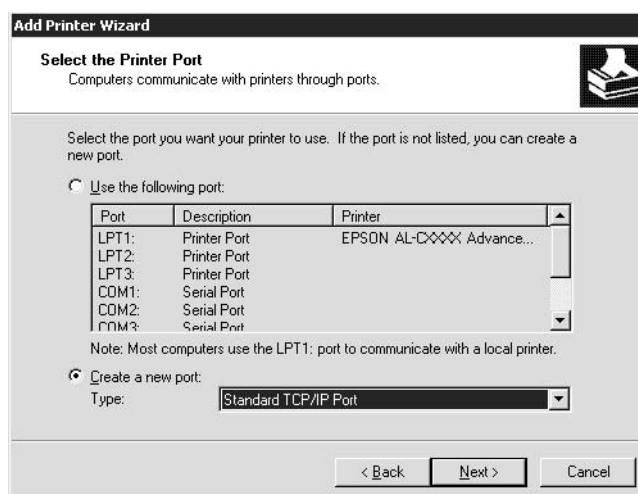 Add Printer Wizard
Select the Printer Port
Computers communicate with printers through ports.
Select the port you want your printer to use. If the port is not listed, you can create a
new port.
Use the following port:
Port Description Printer
LPT1: Printer Port EPSON AL-CXXXX Advance...
LPT2: Printer Port
LPT3: Printer Port
COM1: Serial Port
COM2: Serial Port
COM3: Serial Port
Note: Most computers use the LPT1: port to communicate with a local printer.
Create a new port:
Type: Standard TCP/IP Port
< Back Next > Cancel